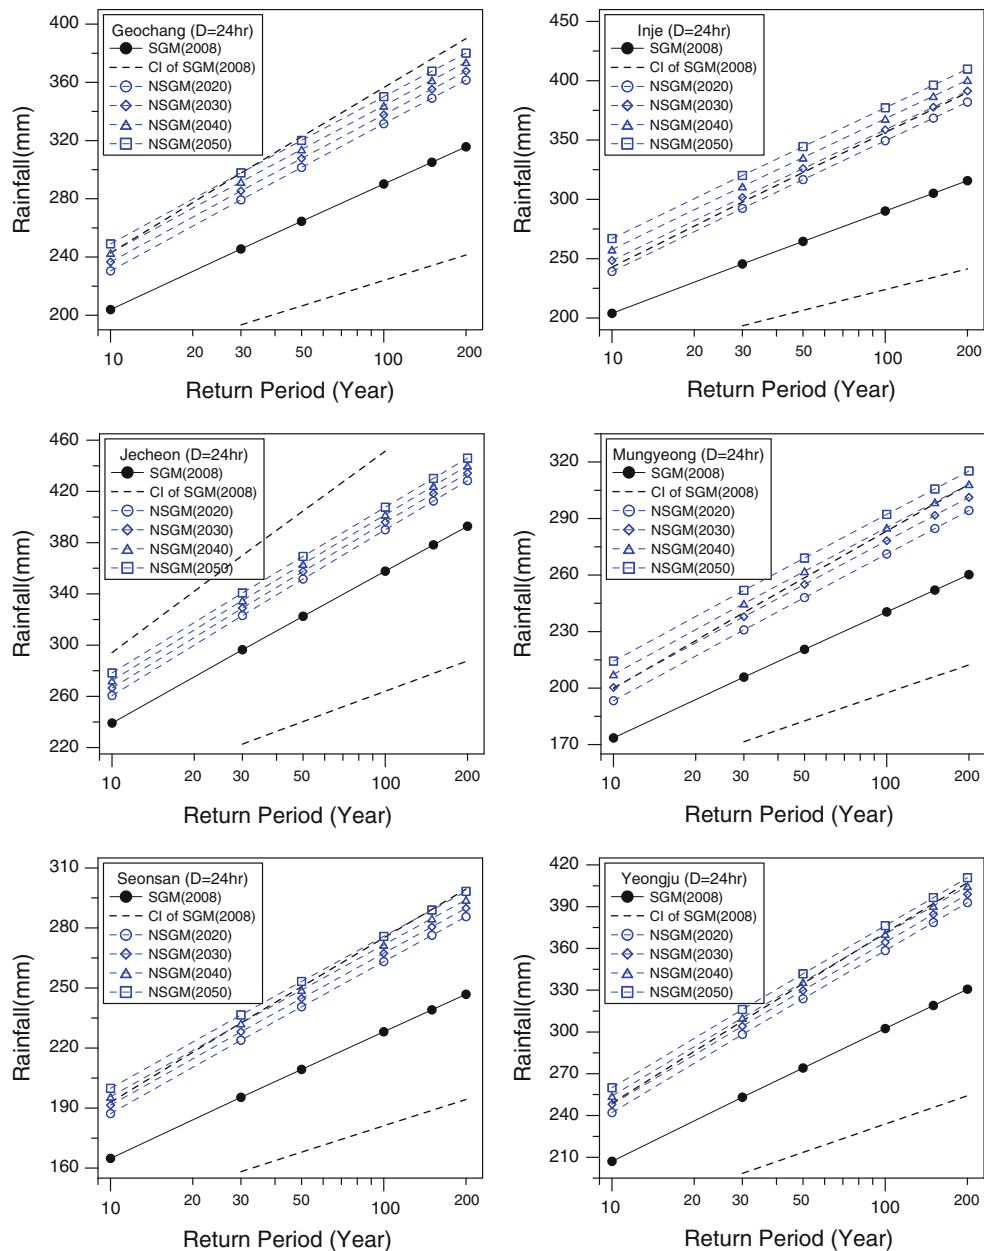 Geochang (D=24hr)
SGM(2008)
CI of SGM(2008)
NSGM(2020)
NSGM(2030)
NSGM(2040)
NSGM(2050)
400
360
320
280
240
200
Rainfall(mm)
10 20 30 50 100 200
Return Period (Year)
Inje (D=24hr)
SGM(2008)
CI of SGM(2008)
NSGM(2020)
NSGM(2030)
NSGM(2040)
NSGM(2050)
450
400
350
300
250
200
Rainfall(mm)
10 20 30 50 100 200
Return Period (Year)
Jecheon (D=24hr)
SGM(2008)
CI of SGM(2008)
NSGM(2020)
NSGM(2030)
NSGM(2040)
NSGM(2050)
460
420
380
340
300
260
220
Rainfall(mm)
10 20 30 50 100 200
Return Period (Year)
Mungyeong (D=24hr)
SGM(2008)
CI of SGM(2008)
NSGM(2020)
NSGM(2030)
NSGM(2040)
NSGM(2050)
320
290
260
230
200
170
Rainfall(mm)
10 20 30 50 100 200
Return Period (Year)
Seonsan (D=24hr)
SGM(2008)
CI of SGM(2008)
NSGM(2020)
NSGM(2030)
NSGM(2040)
NSGM(2050)
310
280
250
220
190
160
Rainfall(mm)
10 20 30 50 100 200
Return Period (Year)
Yeongju (D=24hr)
SGM(2008)
CI of SGM(2008)
NSGM(2020)
NSGM(2030)
NSGM(2040)
NSGM(2050)
420
390
360
330
300
270
240
210
Rainfall(mm)
10 20 30 50 100 200
Return Period (Year)